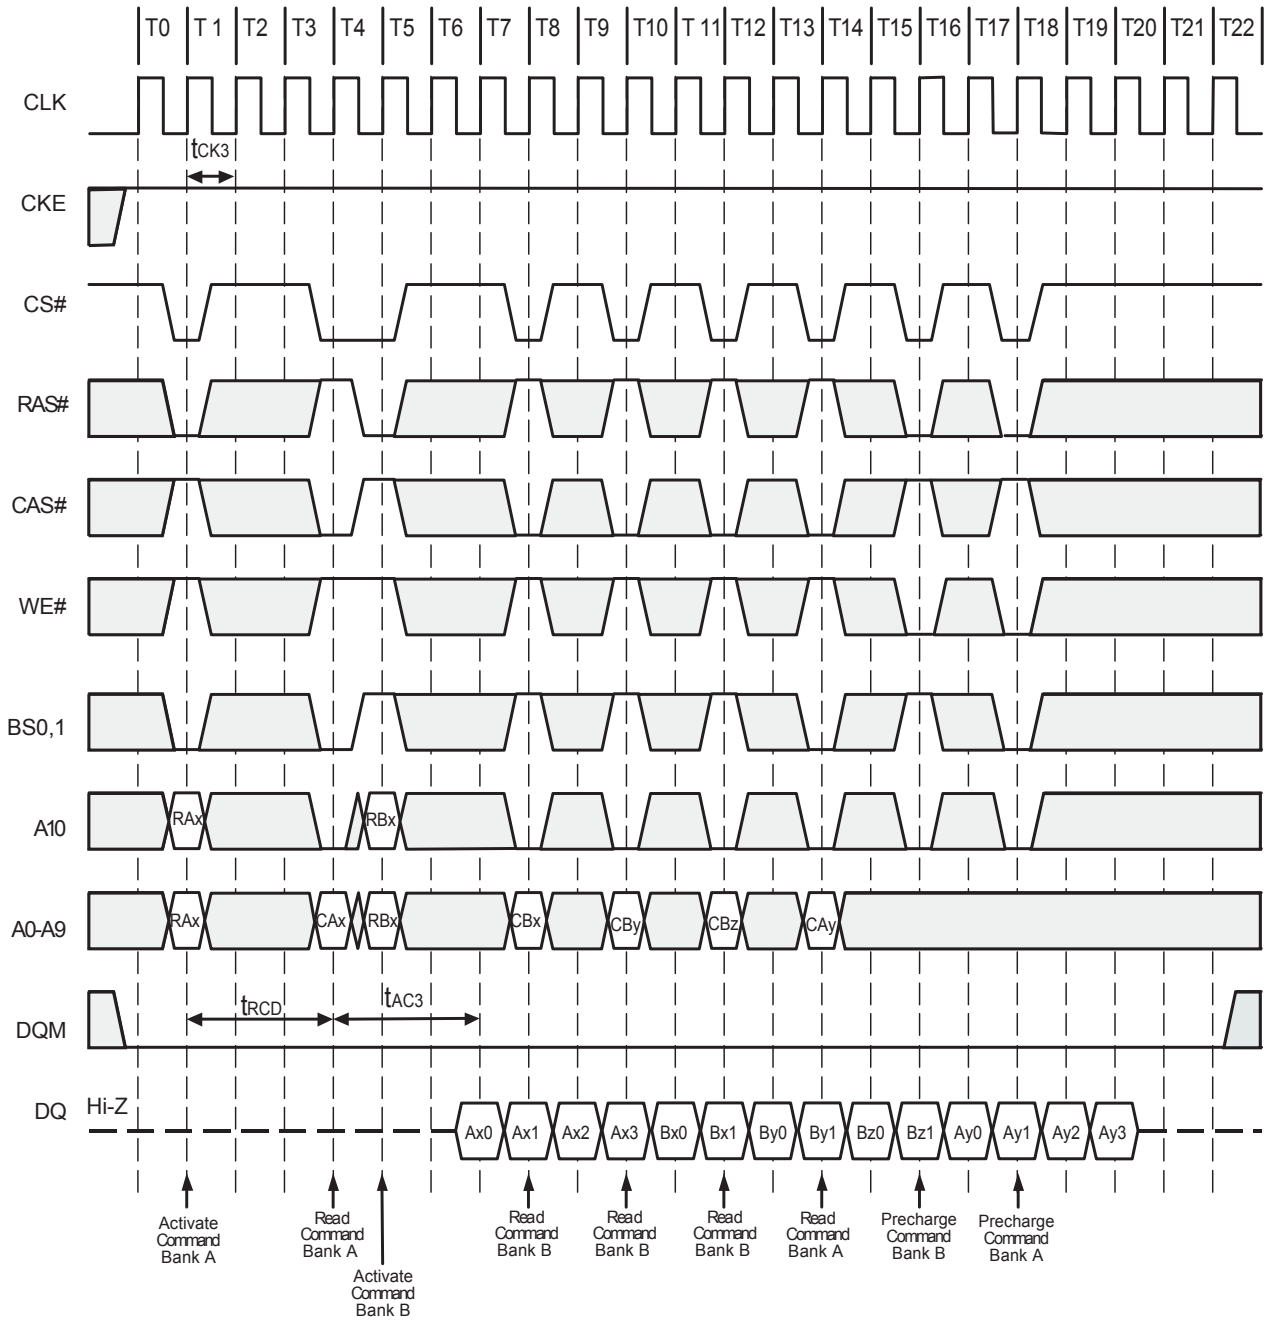 T0 T 1 T2 T3 T4 T5 T6 T7 T8 T9 T10 T 11 T12 T13 T14 T15 T16 T17 T18 T19 T20 T21 T22
CLK
tCK3
CKE
CS#
RAS#
CAS#
WE#
BS0,1
A10 RAx RBx
A0-A9 RAx CAx RBx CBx CBy CBz CAy
tRCD tAC3
DQM
DQ Hi-Z Ax0 Ax1 Ax2 Ax3 Bx0 Bx1 By0 By1 Bz0 Bz1 Ay0 Ay1 Ay2 Ay3
Activate
Command
Bank A
Read
Command
Bank A
Activate
Command
Bank B
Read
Command
Bank B
Read
Command
Bank B
Read
Command
Bank B
Read
Command
Bank A
Precharge
Command
Bank B
Precharge
Command
Bank A